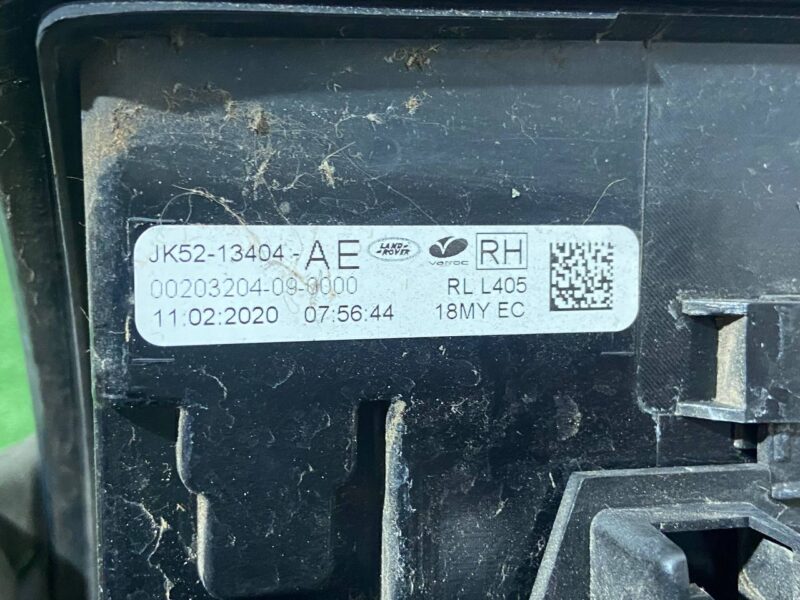 JK52-13404-AE LAND ROVER varroc RH
00203204-09-0000 RL L405
11.02:2020 07:56:44 18MY EC